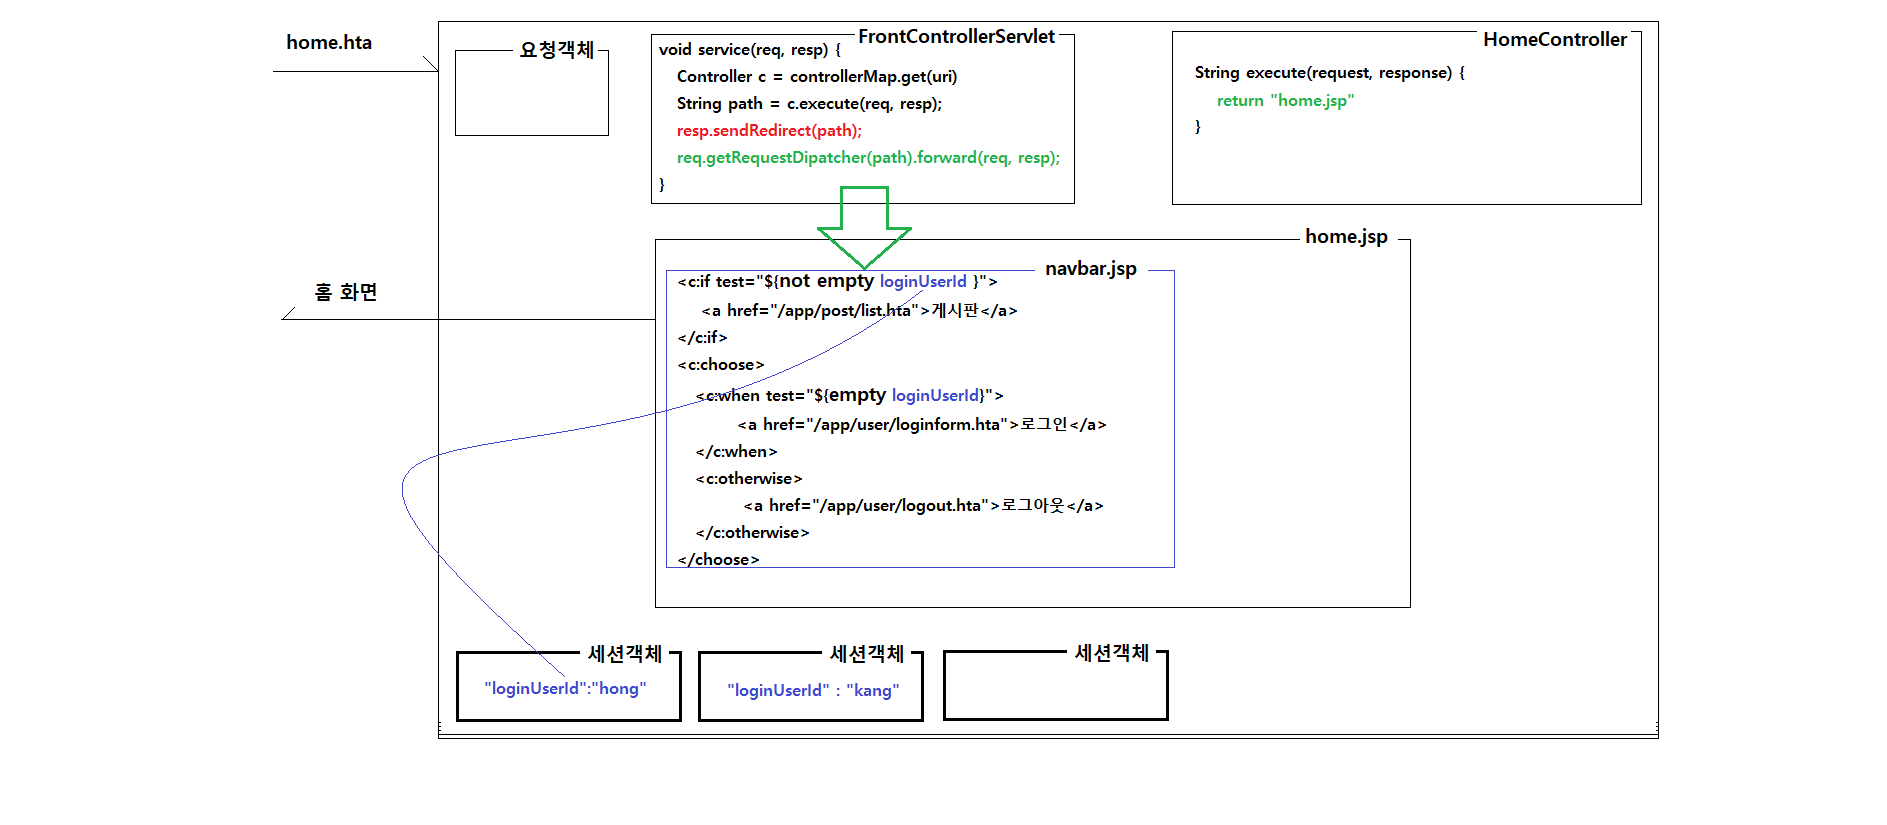 home.hta
요청객체
FrontControllerServlet
void service(req, resp) {
Controller c = controllerMap.get(uri)
String path = c.execute(req, resp);
resp.sendRedirect(path);
req.getRequestDipatcher(path).forward(req, resp);
}
HomeController
String execute(request, response) {
return "home.jsp"
}
홈 화면
home.jsp
navbar.jsp
<c:if test="${not empty loginUserId }">
<a href="/app/post/list.hta">게시판</a>
</c:if>
<c:choose>
<c:when test="${empty loginUserId}">
<a href="/app/user/loginform.hta">로그인</a>
</c:when>
<c:otherwise>
<a href="/app/user/logout.hta">로그아웃</a>
</c:otherwise>
</choose>
세션객체
"loginUserId":"hong"
세션객체
"loginUserId" : "kang"
세션객체